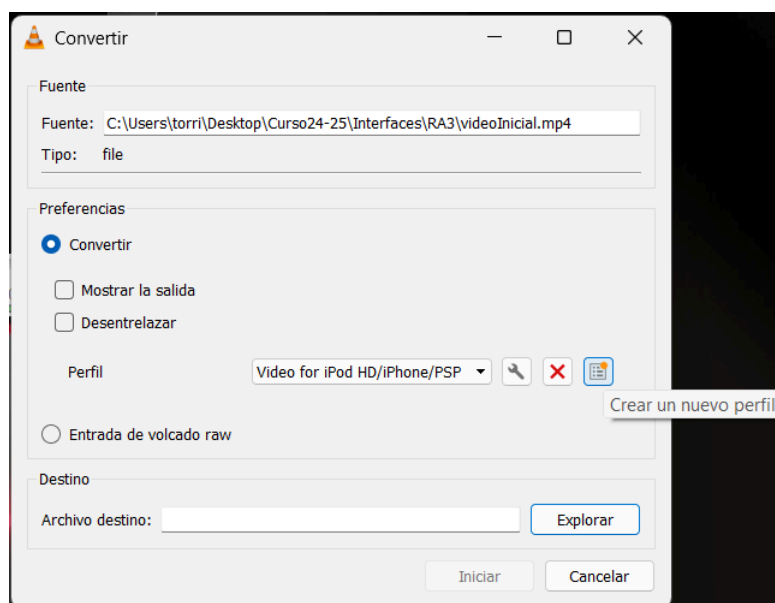 Convertir
Fuente
Fuente: C:\Users\torri\Desktop\Curso24-25\Interfaces\RA3\videoInicial.mp4
Tipo: file
Preferencias
Convertir
Mostrar la salida
Desentrelazar
Perfil Video for iPod HD/iPhone/PSP
Crear un nuevo perfil
Entrada de volcado raw
Destino
Archivo destino: Explorar
Iniciar Cancelar